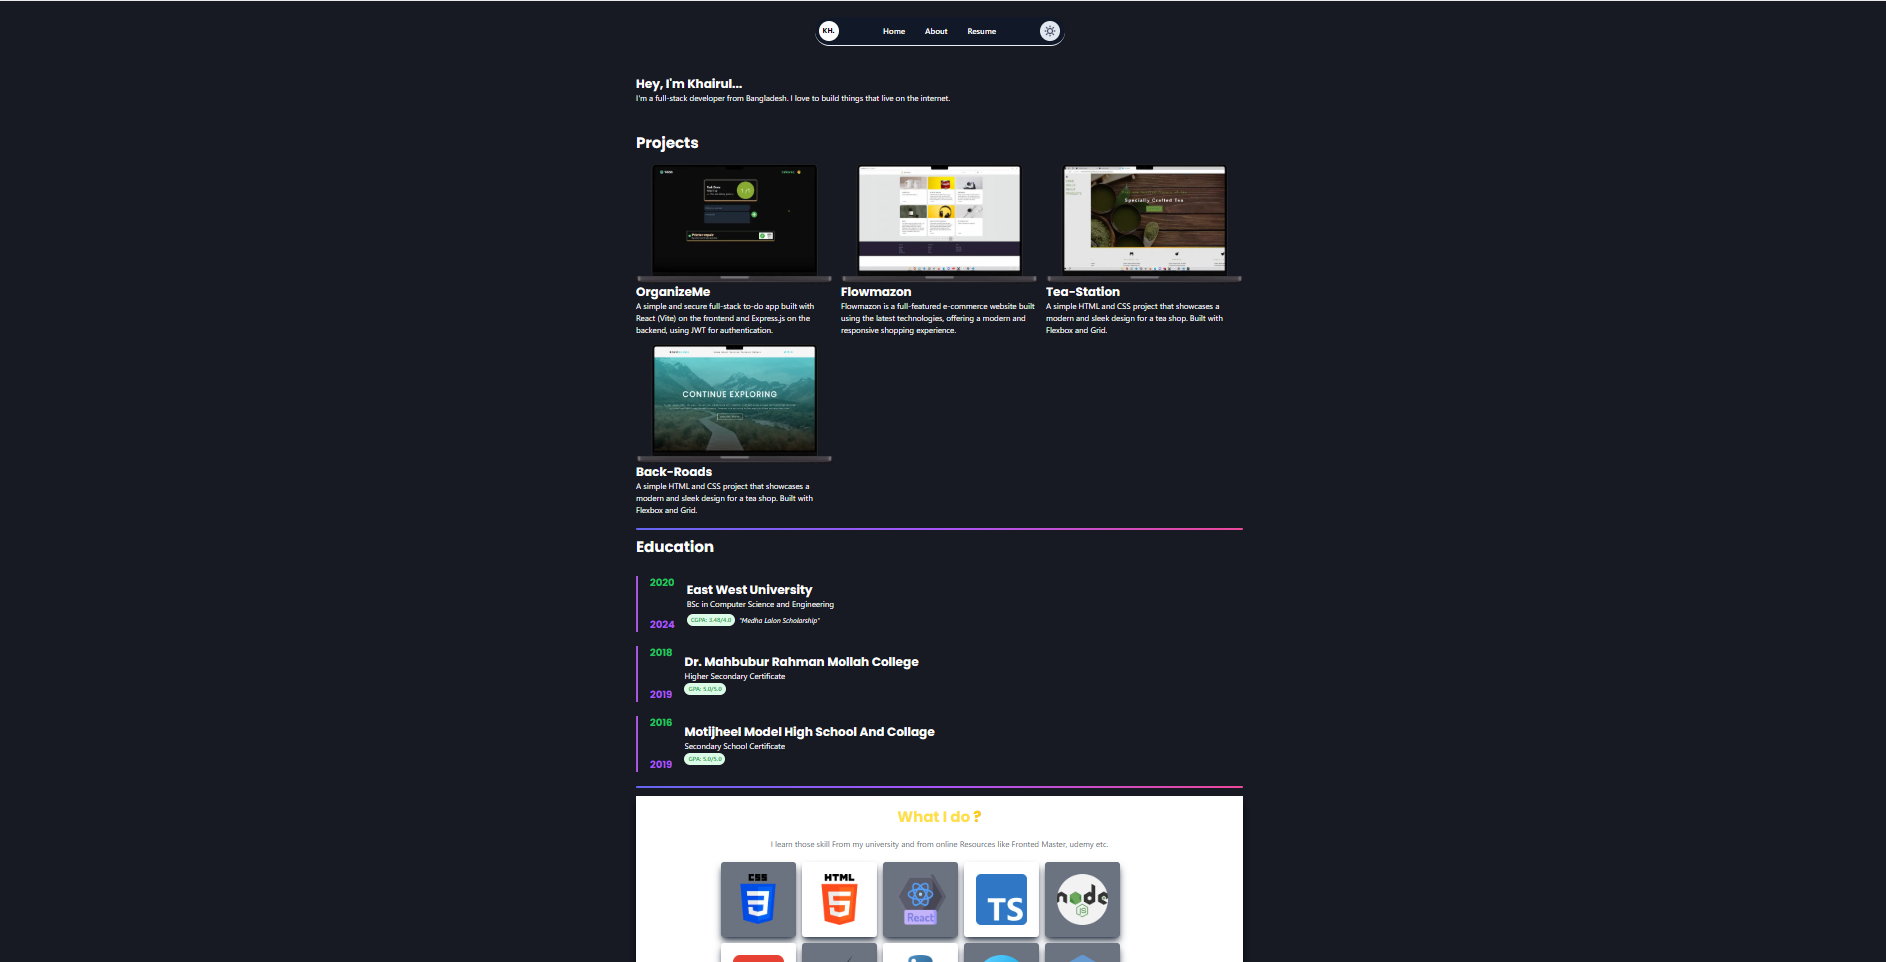 KH.
Home
About
Resume
Hey, I'm Khairul...
I'm a full-stack developer from Bangladesh. I love to build things that live on the internet.
Projects
Specially Crafted Tea
OrganizeMe
A simple and secure full-stack to-do app built with
React (Vite) on the frontend and Express.js on the
backend, using JWT for authentication.
Flowmazon
Flowmazon is a full-featured e-commerce website built
using the latest technologies, offering a modern and
responsive shopping experience.
Tea-Station
A simple HTML and CSS project that showcases a
modern and sleek design for a tea shop. Built with
Flexbox and Grid.
CONTINUE EXPLORING
Back-Roads
A simple HTML and CSS project that showcases a
modern and sleek design for a tea shop. Built with
Flexbox and Grid.
Education
2020
East West University
BSc in Computer Science and Engineering
CGPA: 3.48/4.0 "Medha Lalon Scholarship"
2024
2018
Dr. Mahbubur Rahman Mollah College
Higher Secondary Certificate
GPA: 5.0/5.0
2019
2016
Motijheel Model High School And Collage
Secondary School Certificate
GPA: 5.0/5.0
2019
What I do ?
I learn those skill From my university and from online Resources like Fronted Master, udemy etc.
CSS
3
HTML
5
React
TS
node
JS